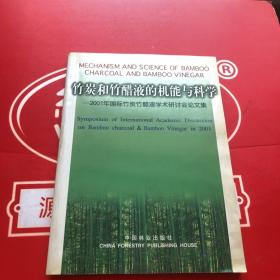 MECHANISM AND SCIENCE OF BAMBOO
CHARCOAL AND BAMBOO VINEGAR
竹炭和竹醋液的机能与科学
—2001年国际竹炭竹醋液学术研讨会论文集
Symposium of International Academic Discussion
on Bamboo charcoal & Bamboo Vinegar in 2001
中国林业出版社
CHINA FORESTRY PUBLISHING HOUSE
源